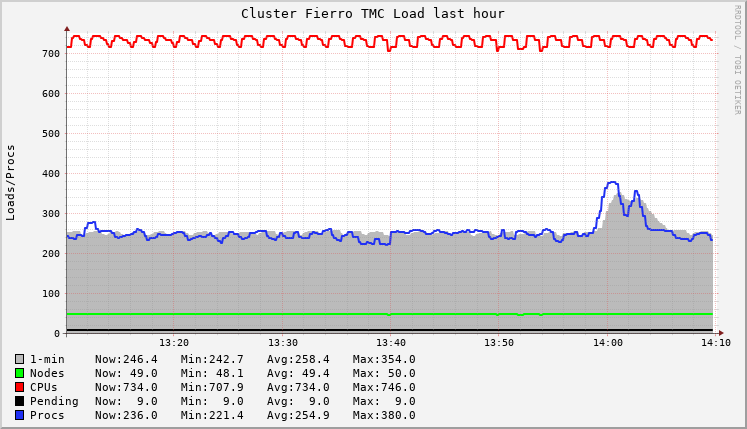 Cluster Fierro TMC Load last hour
RRDTOOL / TOBI OETIKER
Loads/Procs
700
600
500
400
300
200
100
0
13:20 13:30 13:40 13:50 14:00 14:10
1-min Now:246.4 Min:242.7 Avg:258.4 Max:354.0
Nodes Now: 49.0 Min: 48.1 Avg: 49.4 Max: 50.0
CPUs Now:734.0 Min:707.9 Avg:734.0 Max:746.0
Pending Now: 9.0 Min: 9.0 Avg: 9.0 Max: 9.0
Procs Now:236.0 Min:221.4 Avg:254.9 Max:380.0